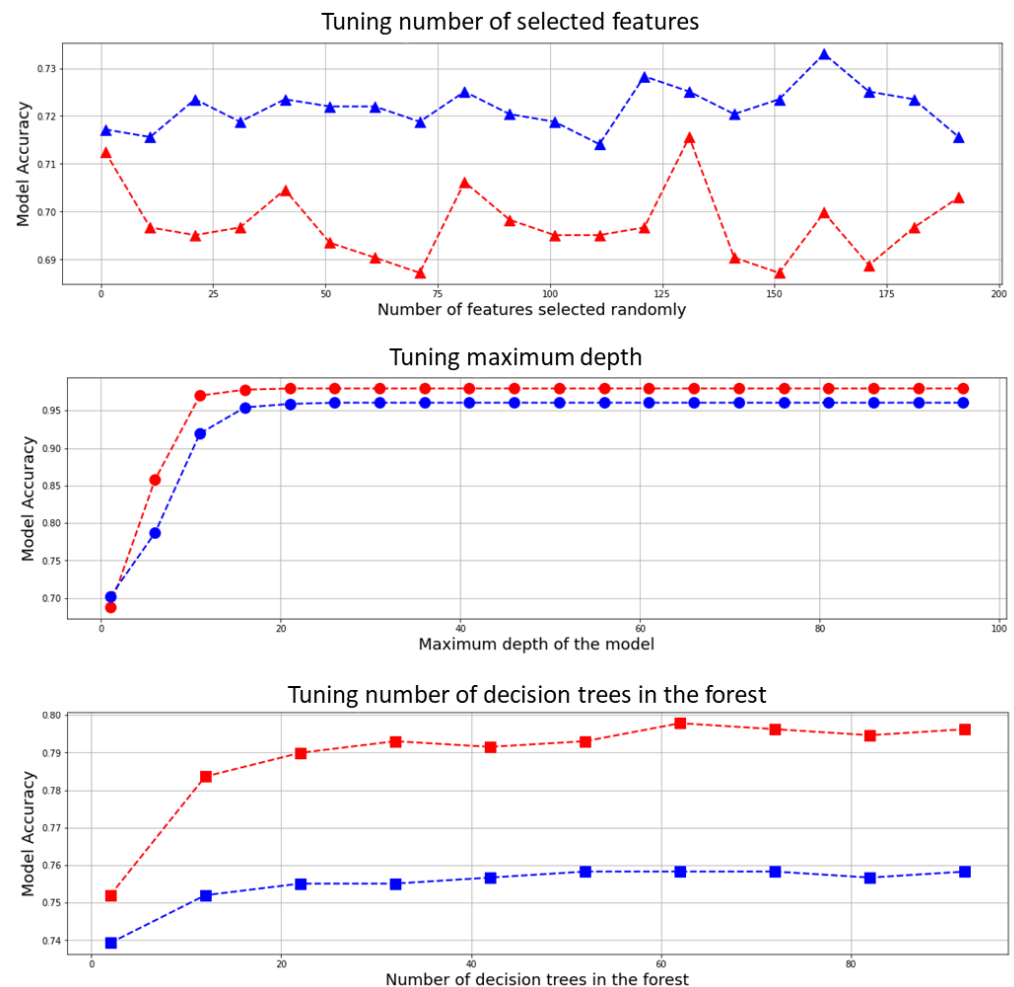 Tuning number of selected features
Model Accuracy
0.73
0.72
0.71
0.70
0.69
0 25 50 75 100 125 150 175 200
Number of features selected randomly
Tuning maximum depth
Model Accuracy
0.95
0.90
0.85
0.80
0.75
0.70
0 20 40 60 80 100
Maximum depth of the model
Tuning number of decision trees in the forest
Model Accuracy
0.80
0.79
0.78
0.77
0.76
0.75
0.74
0 20 40 60 80
Number of decision trees in the forest